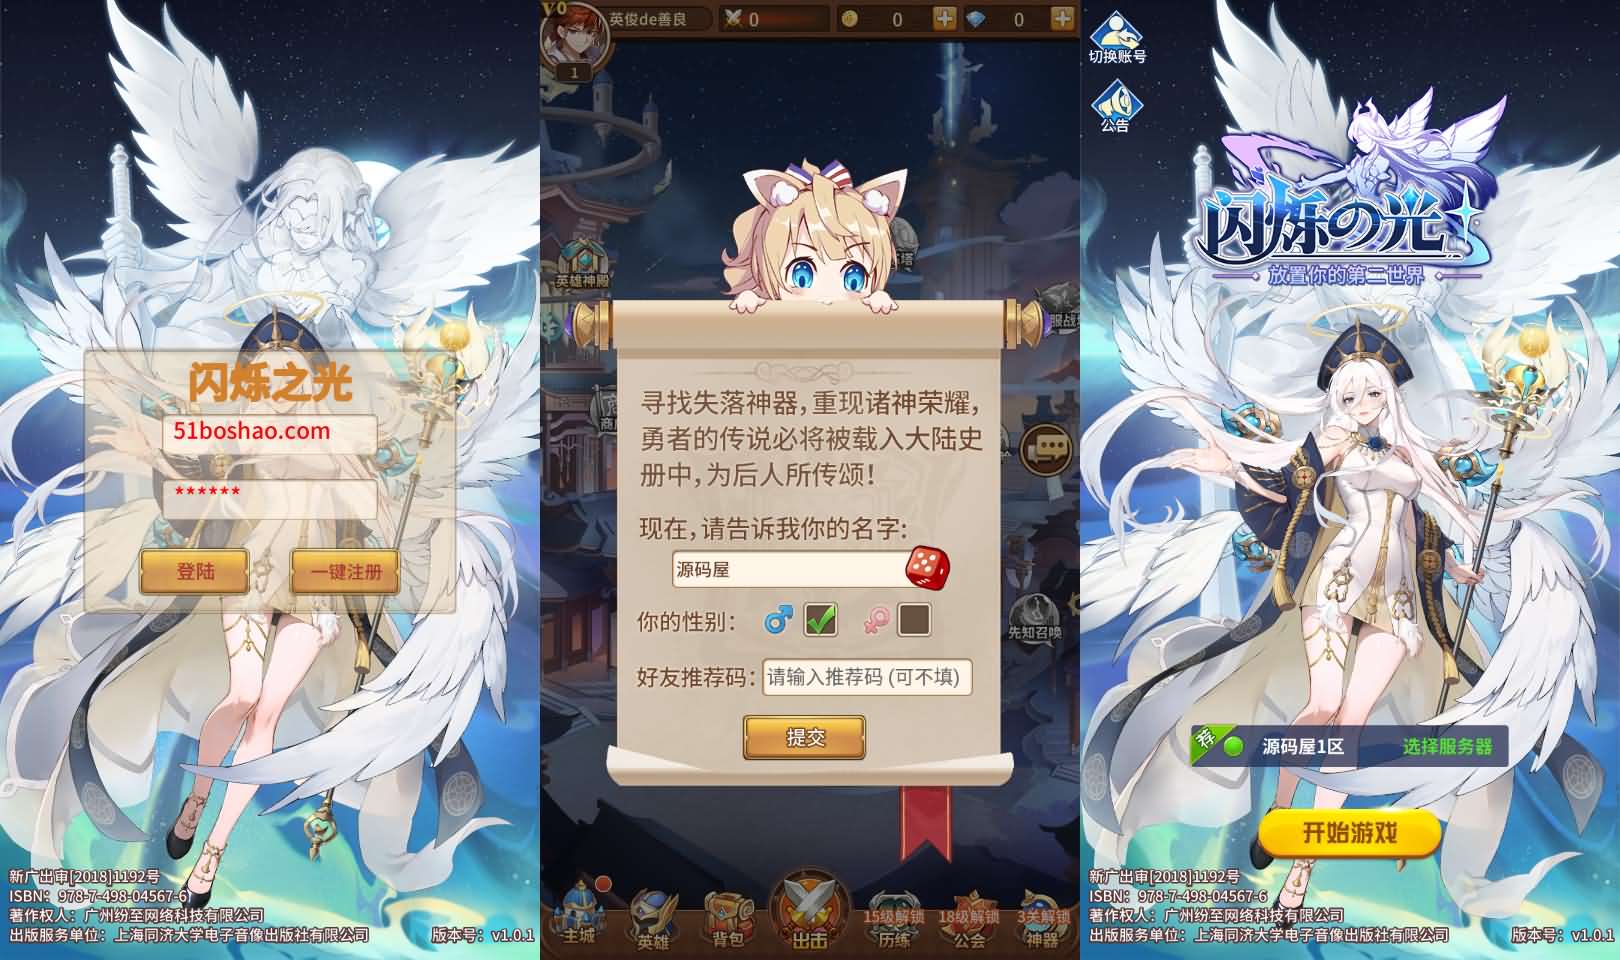 闪烁之光
51boshao.com
******
登陆
一键注册
新广出审[2018]1192号
ISBN: 978-7-498-04567-6
著作权人：广州纷至网络科技有限公司
出版服务单位：上海同济大学电子音像出版社有限公司
版本号：v1.0.1
V0
英俊de善良
0
0
0
1
英雄神殿
塔
服战
商
寻找失落神器，重现诸神荣耀，
勇者的传说必将被载入大陆史
册中，为后人所传颂！
现在，请告诉我你的名字：
源码屋
你的性别：
好友推荐码：
请输入推荐码 (可不填)
提交
先知召唤
主城
英雄
背包
出击
15级解锁
历练
18级解锁
公会
3关解锁
神器
切换账号
公告
闪烁の光
放置你的第二世界
荐
源码屋1区
选择服务器
开始游戏
新广出审[2018]1192号
ISBN: 978-7-498-04567-6
著作权人：广州纷至网络科技有限公司
出版服务单位：上海同济大学电子音像出版社有限公司
版本号：v1.0.1